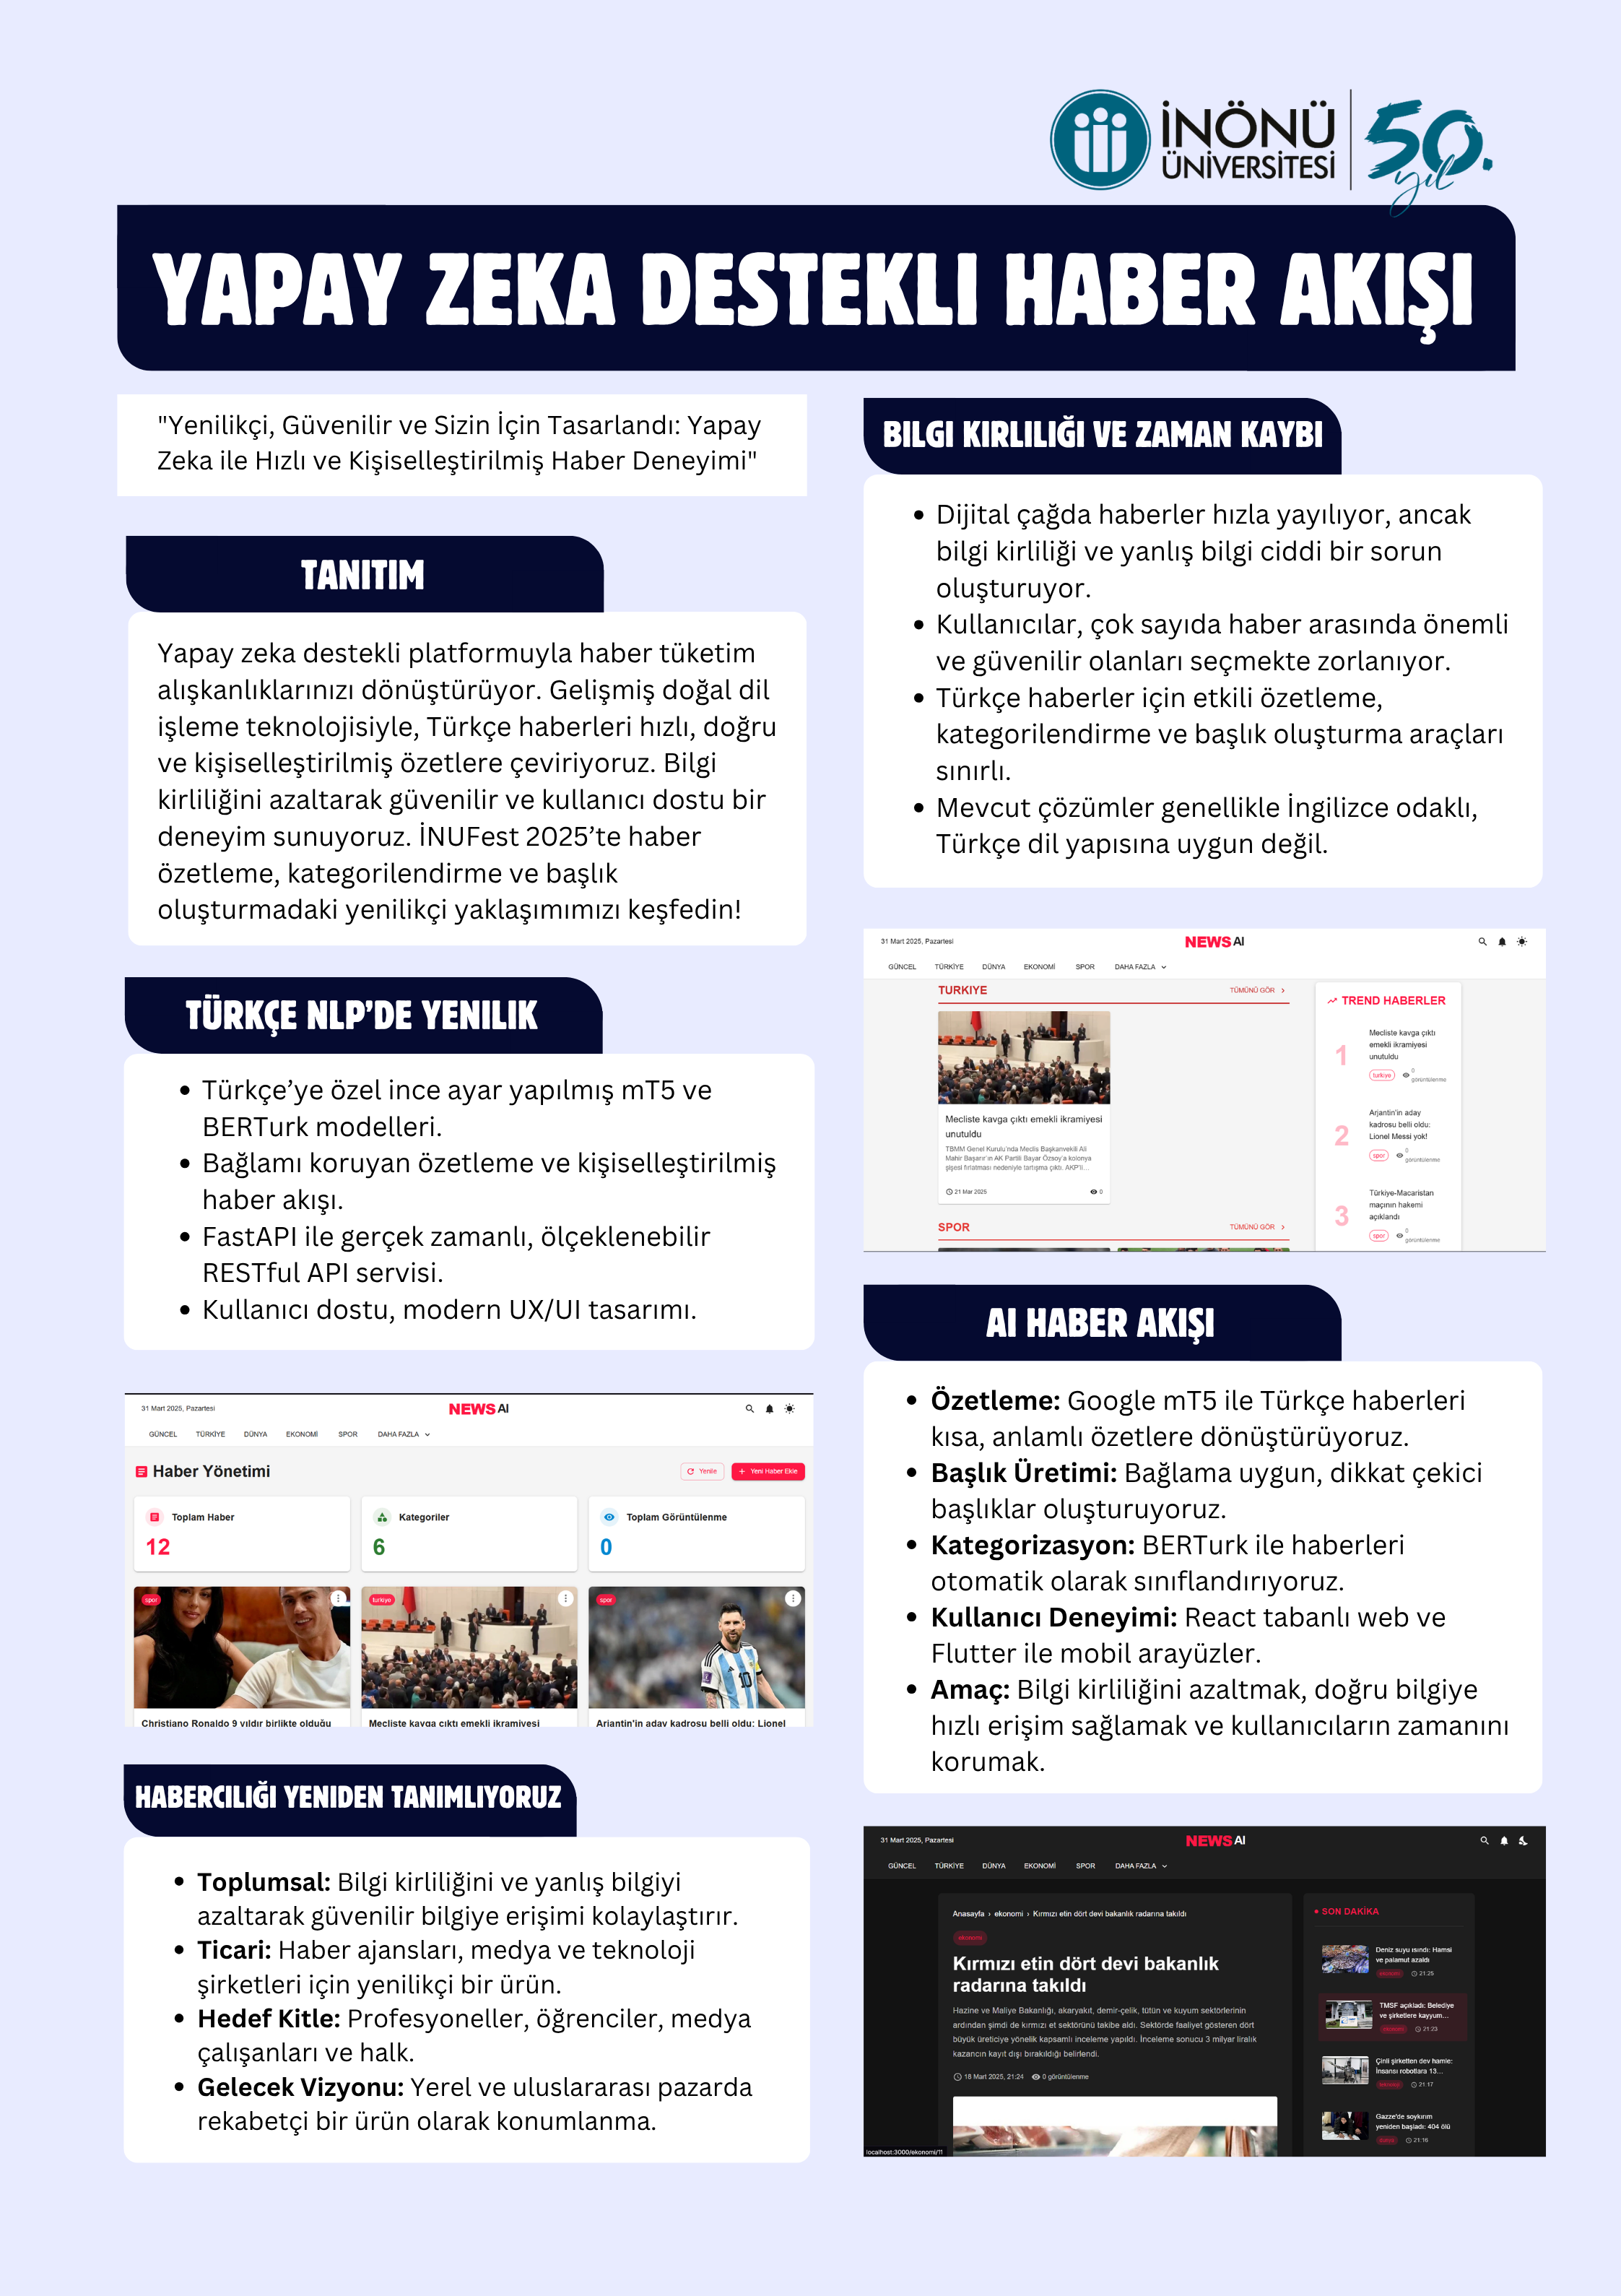 İNÖNÜ
ÜNİVERSİTESİ
50.
yıl
YAPAY ZEKA DESTEKLI HABER AKIŞI
"Yenilikçi, Güvenilir ve Sizin İçin Tasarlandı: Yapay
Zeka ile Hızlı ve Kişiselleştirilmiş Haber Deneyimi"
TANITIM
Yapay zeka destekli platformuyla haber tüketim
alışkanlıklarınızı dönüştürüyor. Gelişmiş doğal dil
işleme teknolojisiyle, Türkçe haberleri hızlı, doğru
ve kişiselleştirilmiş özetlere çeviriyoruz. Bilgi
kirliliğini azaltarak güvenilir ve kullanıcı dostu bir
deneyim sunuyoruz. İNUFest 2025’te haber
özetleme, kategorilendirme ve başlık
oluşturmadaki yenilikçi yaklaşımımızı keşfedin!
TÜRKÇE NLP’DE YENILIK
• Türkçe’ye özel ince ayar yapılmış mT5 ve
BERTurk modelleri.
• Bağlamı koruyan özetleme ve kişiselleştirilmiş
haber akışı.
• FastAPI ile gerçek zamanlı, ölçeklenebilir
RESTful API servisi.
• Kullanıcı dostu, modern UX/UI tasarımı.
31 Mart 2025, Pazartesi
NEWS AI
GÜNCEL TÜRKİYE DÜNYA EKONOMİ SPOR DAHA FAZLA
Haber Yönetimi
Yenile
+ Yeni Haber Ekle
Toplam Haber
12
Kategoriler
6
Toplam Görüntülenme
0
spor
turkiye
spor
10
Christiano Ronaldo 9 yıldır birlikte olduğu
Mecliste kavga çıktı emekli ikramiyesi
Arjantin'in aday kadrosu belli oldu: Lionel
HABERCILIĞI YENIDEN TANIMLIYORUZ
• Toplumsal: Bilgi kirliliğini ve yanlış bilgiyi
azaltarak güvenilir bilgiye erişimi kolaylaştırır.
• Ticari: Haber ajansları, medya ve teknoloji
şirketleri için yenilikçi bir ürün.
• Hedef Kitle: Profesyoneller, öğrenciler, medya
çalışanları ve halk.
• Gelecek Vizyonu: Yerel ve uluslararası pazarda
rekabetçi bir ürün olarak konumlanma.
BILGI KIRLILIĞI VE ZAMAN KAYBI
• Dijital çağda haberler hızla yayılıyor, ancak
bilgi kirliliği ve yanlış bilgi ciddi bir sorun
oluşturuyor.
• Kullanıcılar, çok sayıda haber arasında önemli
ve güvenilir olanları seçmekte zorlanıyor.
• Türkçe haberler için etkili özetleme,
kategorilendirme ve başlık oluşturma araçları
sınırlı.
• Mevcut çözümler genellikle İngilizce odaklı,
Türkçe dil yapısına uygun değil.
31 Mart 2025, Pazartesi
NEWS AI
GÜNCEL TÜRKİYE DÜNYA EKONOMİ SPOR DAHA FAZLA
TURKIYE
TÜMÜNÜ GÖR >
Mecliste kavga çıktı emekli ikramiyesi
unutuldu
TBMM Genel Kurulu'nda Meclis Başkanvekili Ali
Mahir Başarır'ın AK Partili Bayar Özsoy'a kolonya
şişesi fırlatması nedeniyle tartışma çıktı. AKP'li...
21 Mar 2025
0
SPOR
TÜMÜNÜ GÖR >
TREND HABERLER
1
Mecliste kavga çıktı
emekli ikramiyesi
unutuldu
turkiye
0
görüntülenme
2
Arjantin'in aday
kadrosu belli oldu:
Lionel Messi yok!
spor
0
görüntülenme
3
Türkiye-Macaristan
maçının hakemi
açıklandı
spor
0
görüntülenme
AI HABER AKIŞI
• Özetleme: Google mT5 ile Türkçe haberleri
kısa, anlamlı özetlere dönüştürüyoruz.
• Başlık Üretimi: Bağlama uygun, dikkat çekici
başlıklar oluşturuyoruz.
• Kategorizasyon: BERTurk ile haberleri
otomatik olarak sınıflandırıyoruz.
• Kullanıcı Deneyimi: React tabanlı web ve
Flutter ile mobil arayüzler.
• Amaç: Bilgi kirliliğini azaltmak, doğru bilgiye
hızlı erişim sağlamak ve kullanıcıların zamanını
korumak.
31 Mart 2025, Pazartesi
NEWS AI
GÜNCEL TÜRKİYE DÜNYA EKONOMİ SPOR DAHA FAZLA
Anasayfa › ekonomi › Kırmızı etin dört devi bakanlık radarına takıldı
ekonomi
Kırmızı etin dört devi bakanlık
radarına takıldı
Hazine ve Maliye Bakanlığı, akaryakıt, demir-çelik, tütün ve kuyum sektörlerinin
ardından şimdi de kırmızı et sektörünü takibe aldı. Sektörde faaliyet gösteren dört
büyük üreticiye yönelik kapsamlı inceleme yapıldı. İnceleme sonucu 3 milyar liralık
kazancın kayıt dışı bırakıldığı belirlendi.
18 Mart 2025, 21:24
0 görüntülenme
localhost:3000/ekonomi/11
• SON DAKİKA
Deniz suyu ısındı: Hamsi
ve palamut azaldı
21:25
TMSF açıkladı: Belediye
ve şirketlere kayyum...
21:23
Çinli şirketten dev hamle:
İnsansı robotlara 13...
21:17
Gazze'de soykırım
yeniden başladı: 404 ölü
21:16